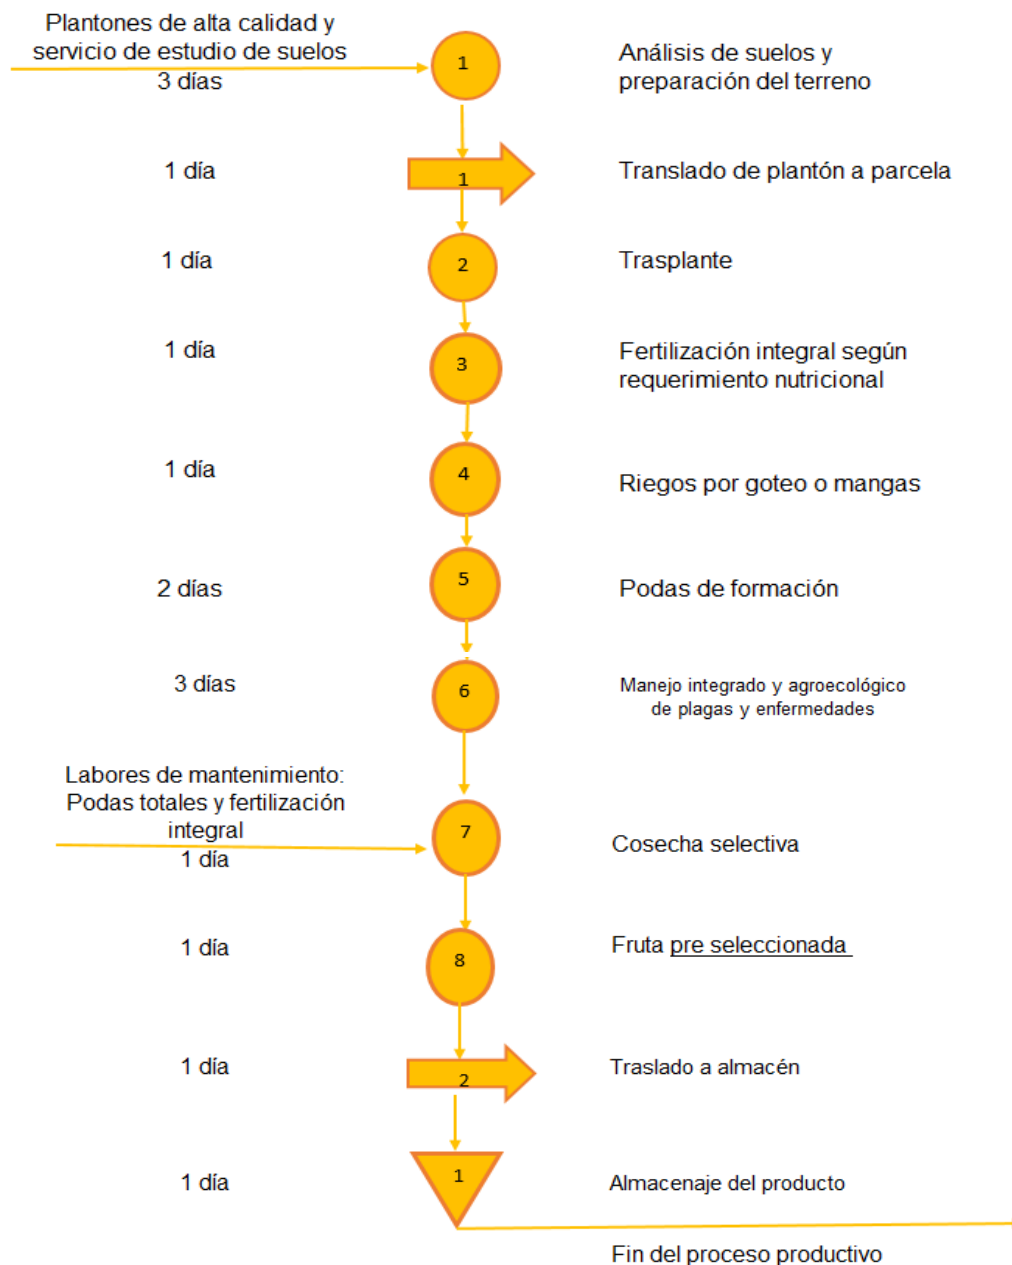 Plantones de alta calidad y
servicio de estudio de suelos
3 días
1
Análisis de suelos y
preparación del terreno
1 día
1
Translado de plantón a parcela
1 día
2
Trasplante
1 día
3
Fertilización integral según
requerimiento nutricional
1 día
4
Riegos por goteo o mangas
2 días
5
Podas de formación
3 días
6
Manejo integrado y agroecológico
de plagas y enfermedades
Labores de mantenimiento:
Podas totales y fertilización
integral
1 día
7
Cosecha selectiva
1 día
8
Fruta pre seleccionada
1 día
2
Traslado a almacén
1 día
1
Almacenaje del producto
Fin del proceso productivo